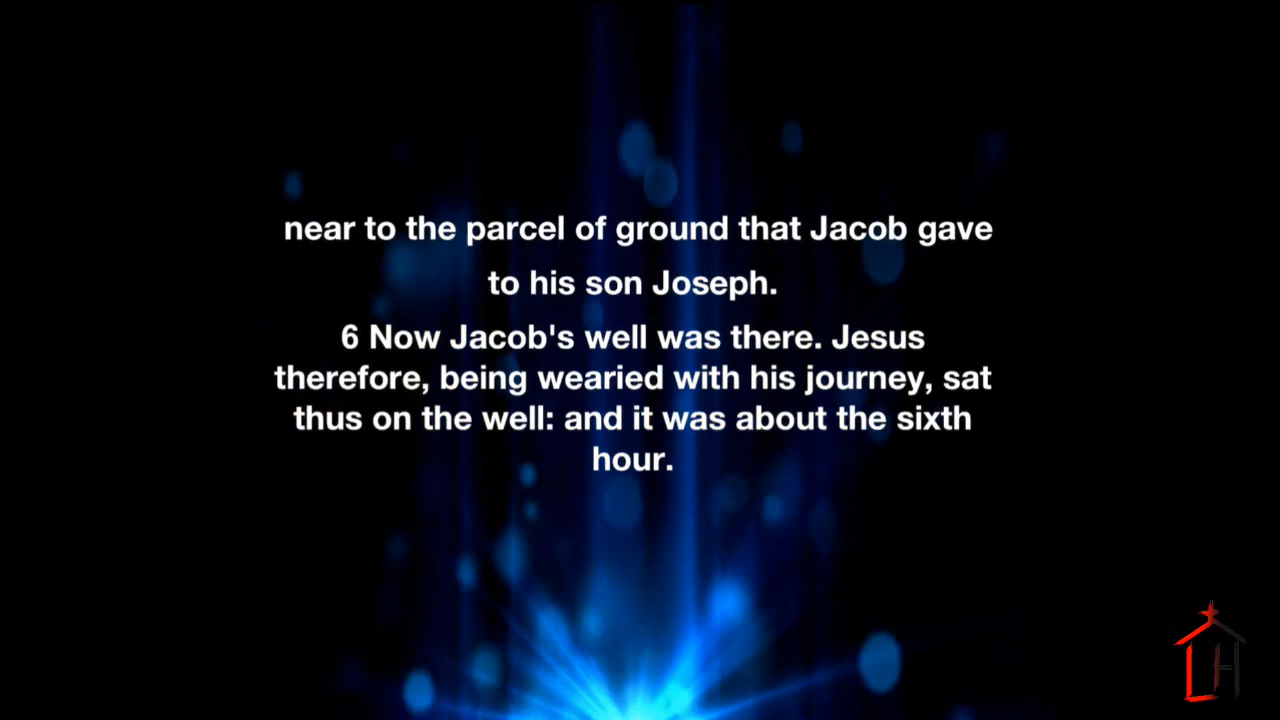 near to the parcel of ground that Jacob gave
to his son Joseph.
6 Now Jacob's well was there. Jesus
therefore, being wearied with his journey, sat
thus on the well: and it was about the sixth
hour.
LH